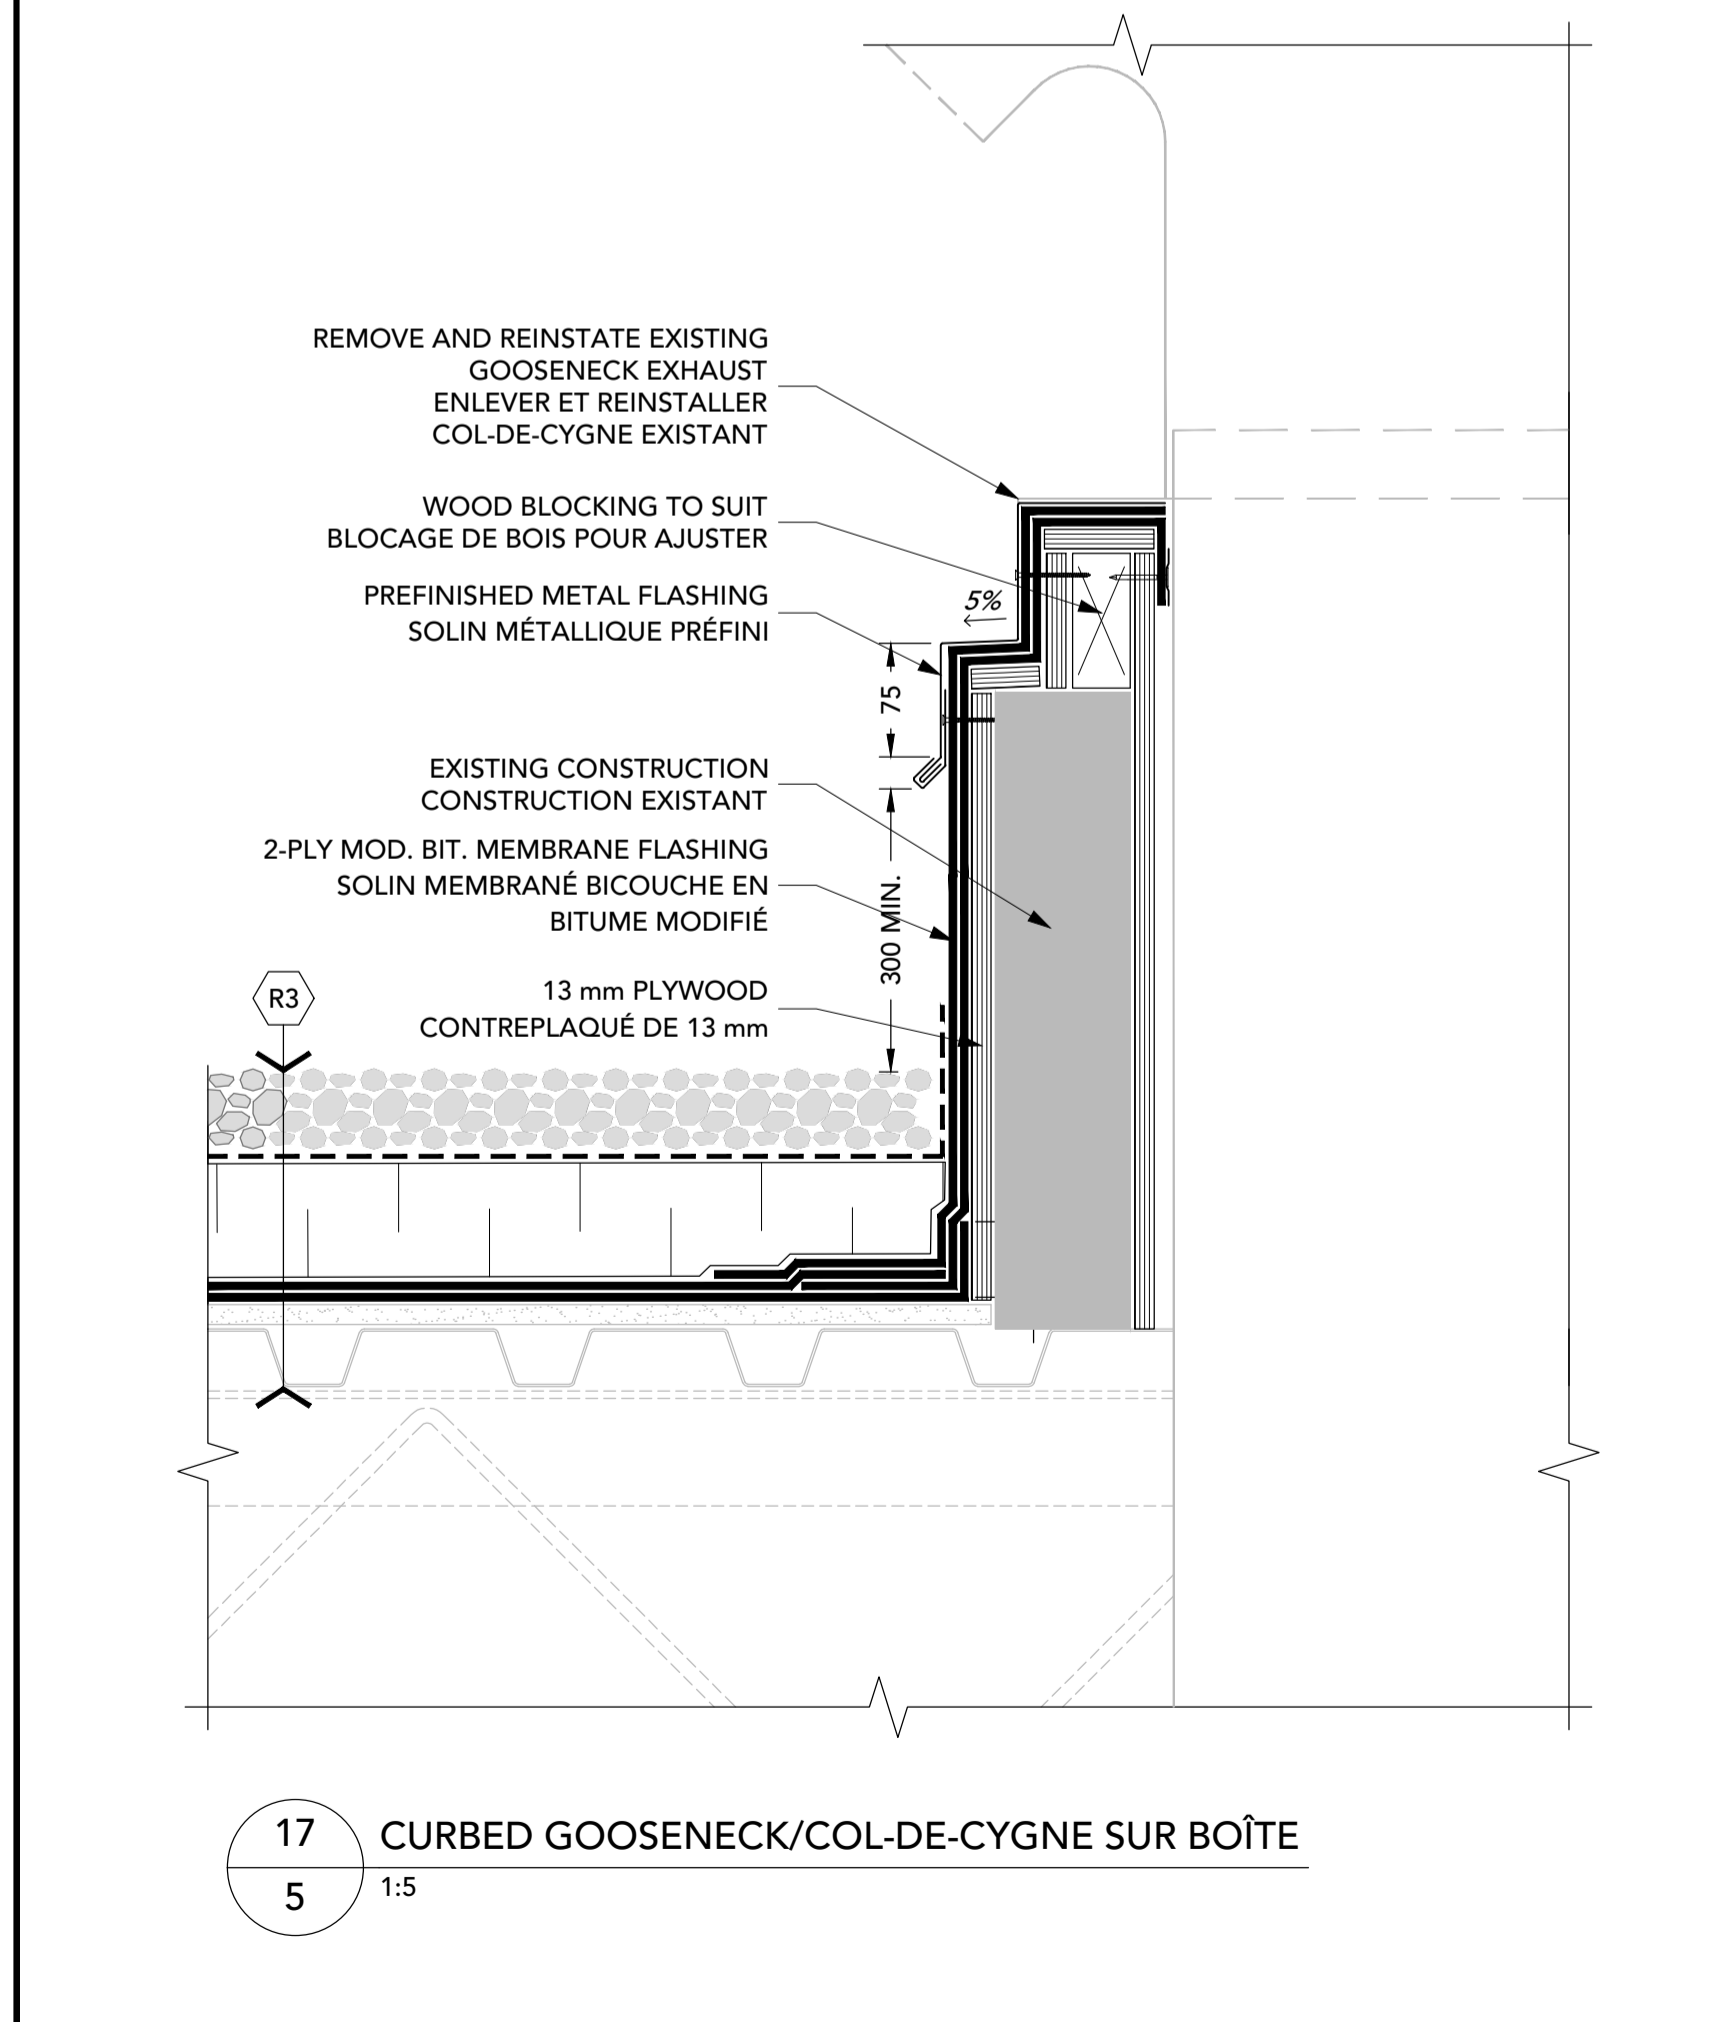 REMOVE AND REINSTATE EXISTING
GOOSENECK EXHAUST
ENLEVER ET REINSTALLER
COL-DE-CYGNE EXISTANT
WOOD BLOCKING TO SUIT
BLOCAGE DE BOIS POUR AJUSTER
5%
PREFINISHED METAL FLASHING
SOLIN MÉTALLIQUE PRÉFINI
75
EXISTING CONSTRUCTION
CONSTRUCTION EXISTANT
2-PLY MOD. BIT. MEMBRANE FLASHING
SOLIN MEMBRANÉ BICOUCHE EN
BITUME MODIFIÉ
300 MIN.
13 mm PLYWOOD
CONTREPLAQUÉ DE 13 mm
R3
17
5
CURBED GOOSENECK/COL-DE-CYGNE SUR BOÎTE
1:5